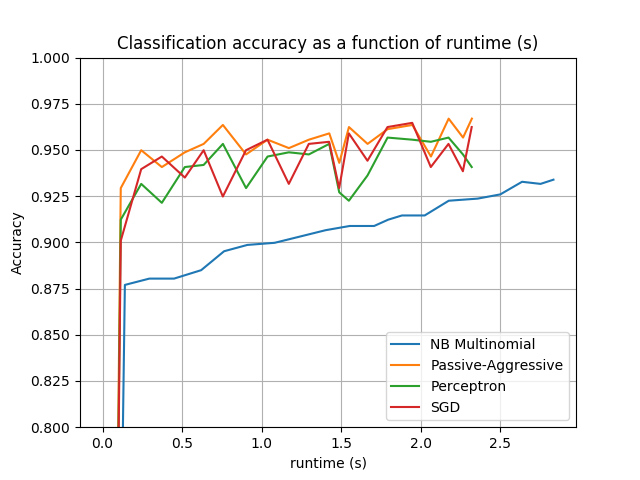 Classification accuracy as a function of runtime (s)
1.000
0.975
0.950
0.925
0.900
0.875
0.850
0.825
0.800
Accuracy
NB Multinomial
Passive-Aggressive
Perceptron
SGD
0.0 0.5 1.0 1.5 2.0 2.5
runtime (s)